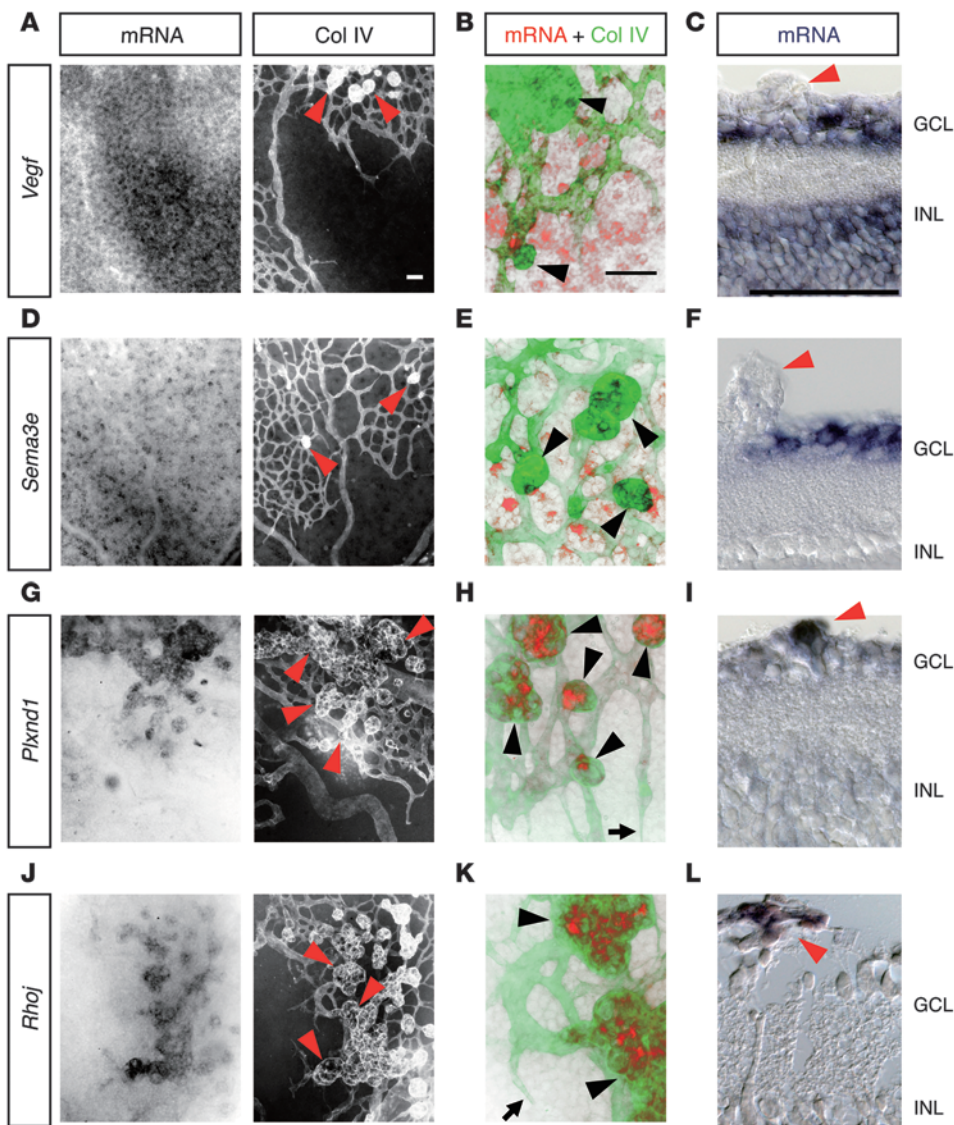 A
mRNA
Col IV
B
mRNA + Col IV
C
mRNA
Vegf
GCL
INL
D
E
F
Sema3e
GCL
INL
G
H
I
Plxnd1
GCL
INL
J
K
L
Rhoj
GCL
INL